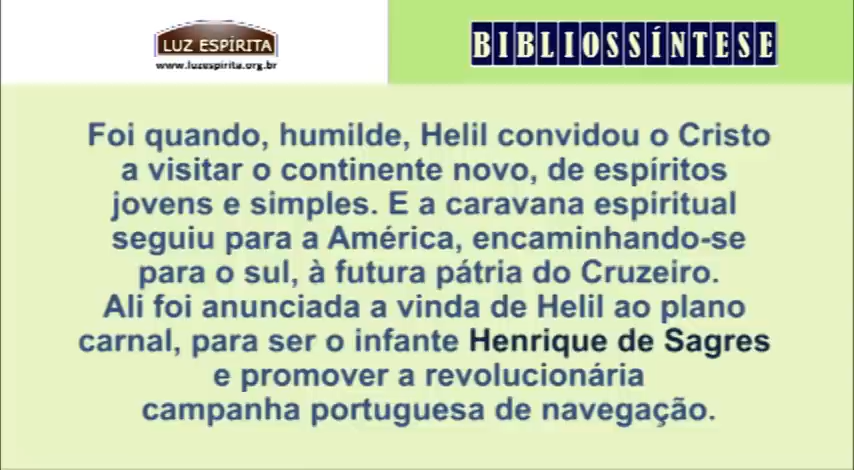 LUZ ESPÍRITA
www.luzespirita.org.br
BIBLIOSSÍNTESE
Foi quando, humilde, Helil convidou o Cristo
a visitar o continente novo, de espíritos
jovens e simples. E a caravana espiritual
seguiu para a América, encaminhando-se
para o sul, à futura pátria do Cruzeiro.
Ali foi anunciada a vinda de Helil ao plano
carnal, para ser o infante Henrique de Sagres
e promover a revolucionária
campanha portuguesa de navegação.